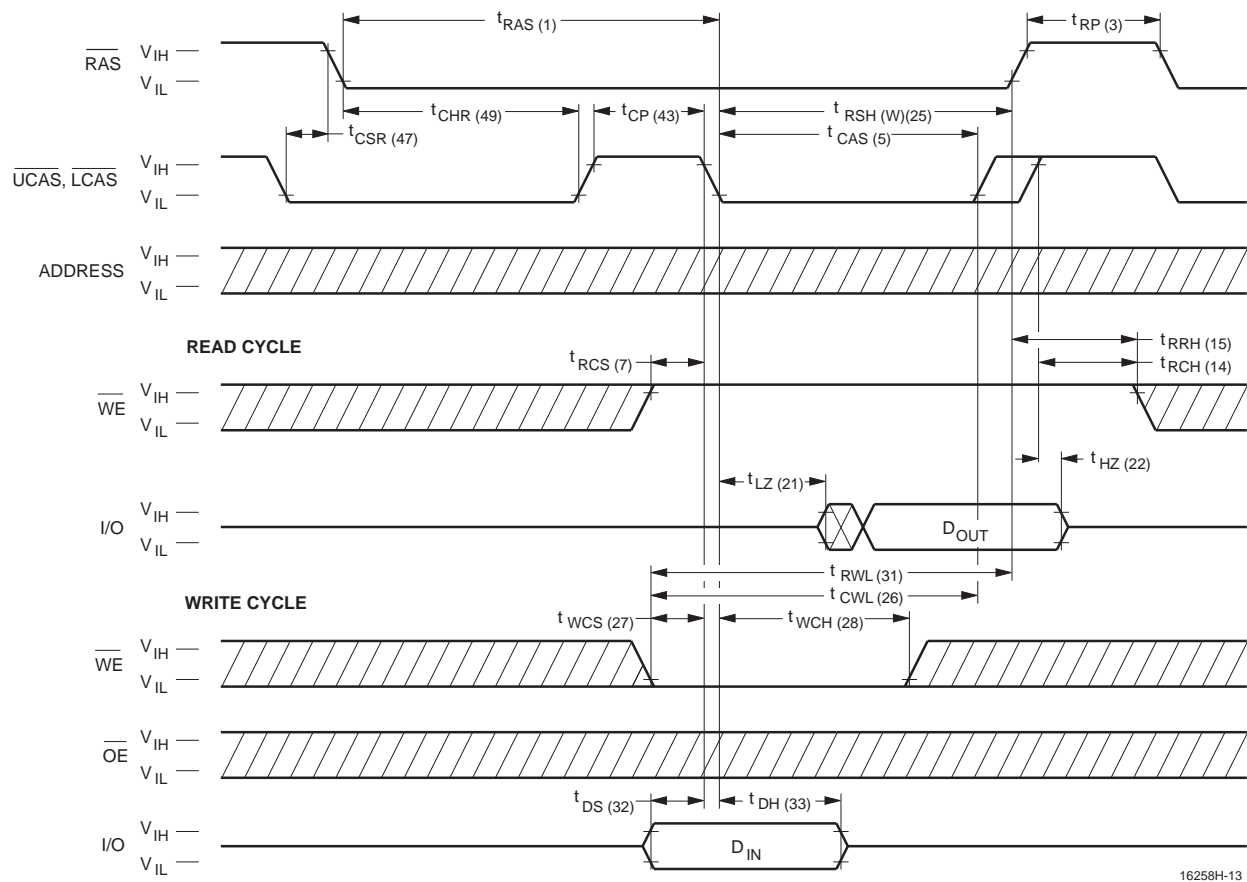 t RAS (1) t RP (3)
RAS V IH
V IL
t CHR (49) t CP (43) t RSH (W)(25)
t CSR (47) t CAS (5)
UCAS, LCAS V IH
V IL
ADDRESS V IH
V IL
READ CYCLE
t RRH (15)
t RCS (7) t RCH (14)
WE V IH
V IL
t HZ (22)
t LZ (21)
I/O V IH
V IL
D OUT
t RWL (31)
WRITE CYCLE t CWL (26)
t WCS (27) t WCH (28)
WE V IH
V IL
OE V IH
V IL
t DS (32) t DH (33)
I/O V IH
V IL
D IN
16258H-13